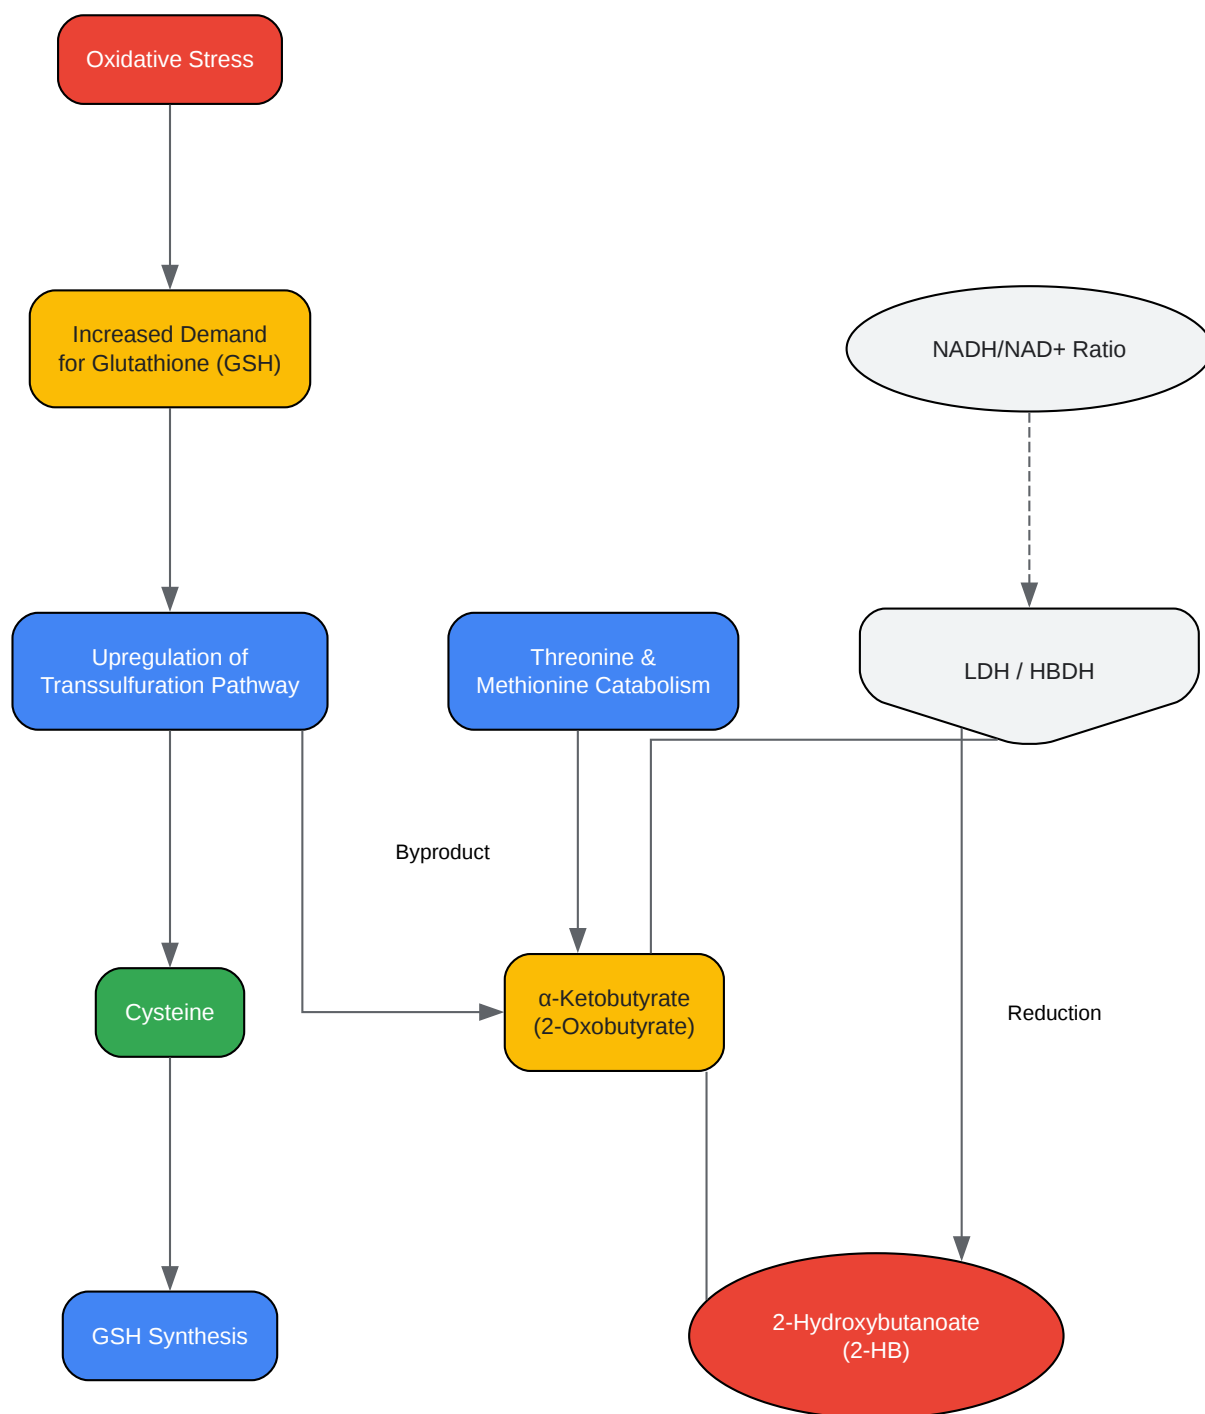 Oxidative Stress
Increased Demand
for Glutathione (GSH)
NADH/NAD+ Ratio
Upregulation of
Transsulfuration Pathway
Threonine &
Methionine Catabolism
LDH / HBDH
Byproduct
Cysteine
α-Ketobutyrate
(2-Oxobutyrate)
Reduction
GSH Synthesis
2-Hydroxybutanoate
(2-HB)